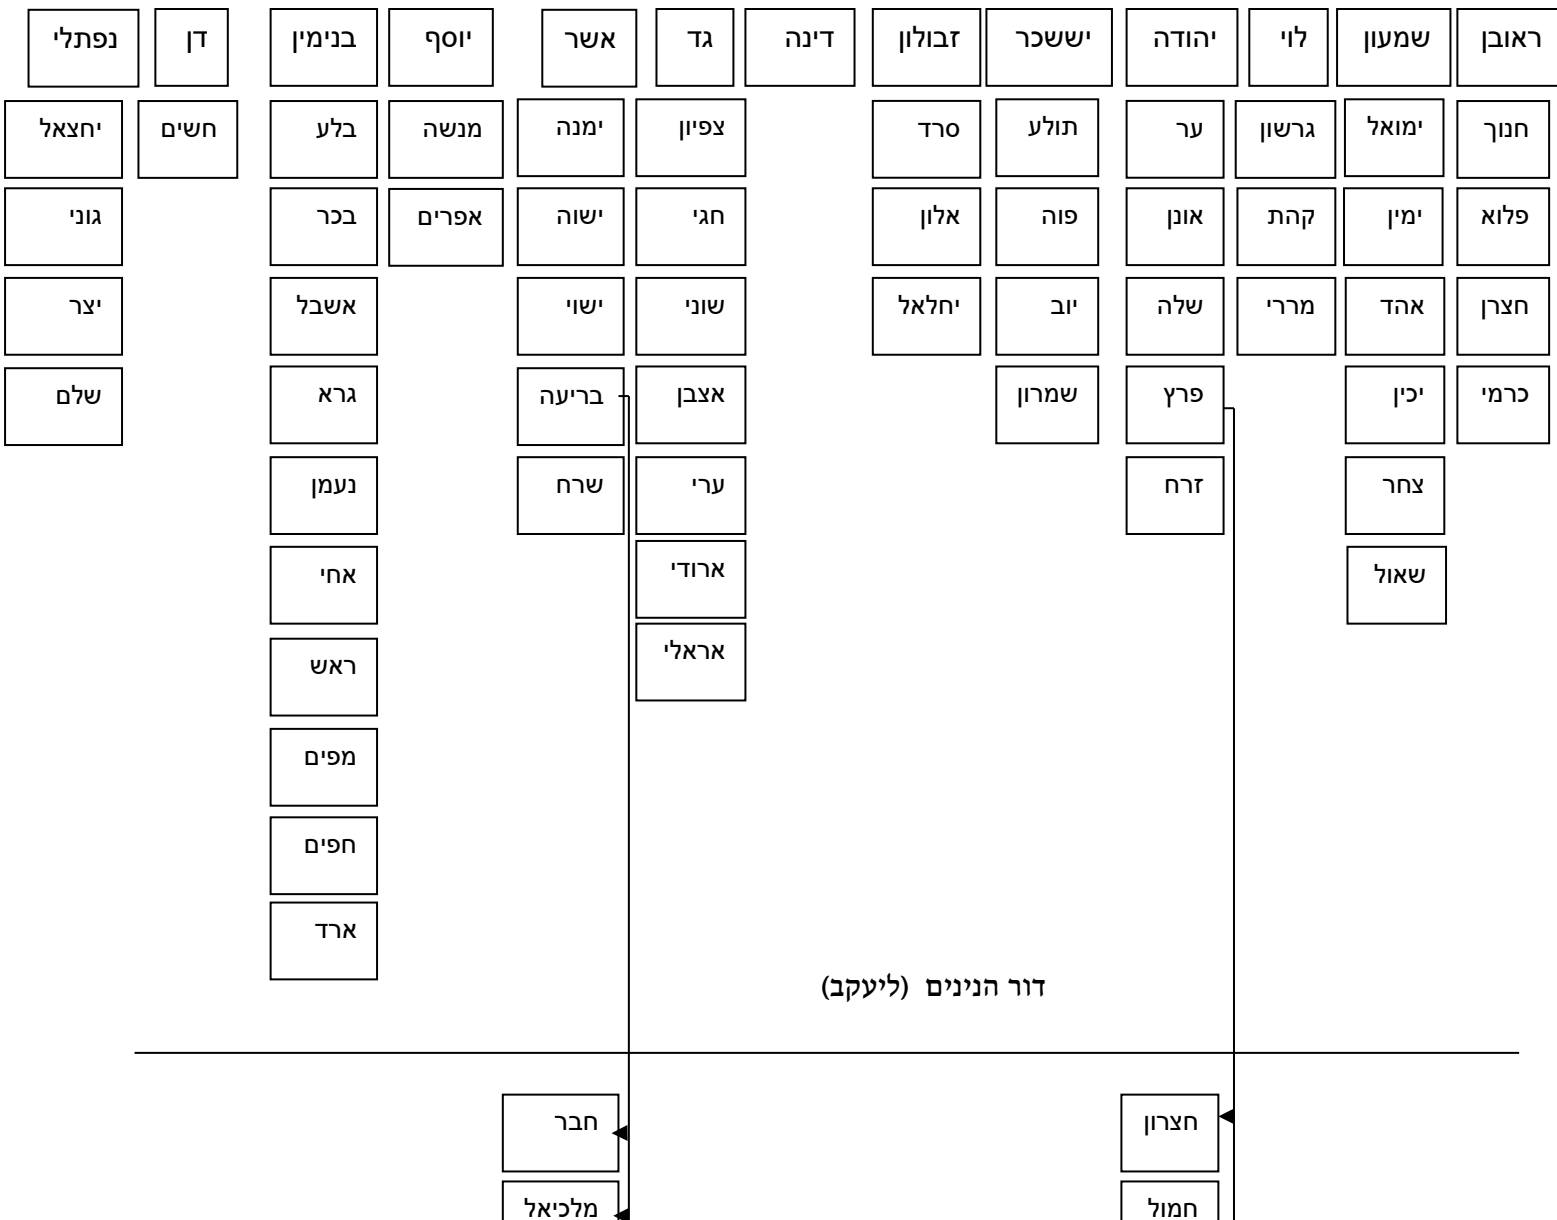 ראובן שמעון לוי יהודה יששכר זבולון דינה גד אשר יוסף בנימין דן נפתלי
חנוך ימואל גרשון ער תולע סרד צפיון ימנה מנשה בלע חשים יחצאל
פלוא ימין קהת אונן פוה אלון חגי ישוה אפרים בכר גוני
חצרן אהד מררי שלה יוב יחלאל שוני ישוי אשבל יצר
כרמי יכין פרץ שמרון אצבן בריעה גרא שלם
צחר זרח ערי שרח נעמן
שאול ארודי אחי
אראלי ראש
מפים
חפים
ארד
דור הנינים (ליעקב)
חצרון חבר
חמול מלכיאל